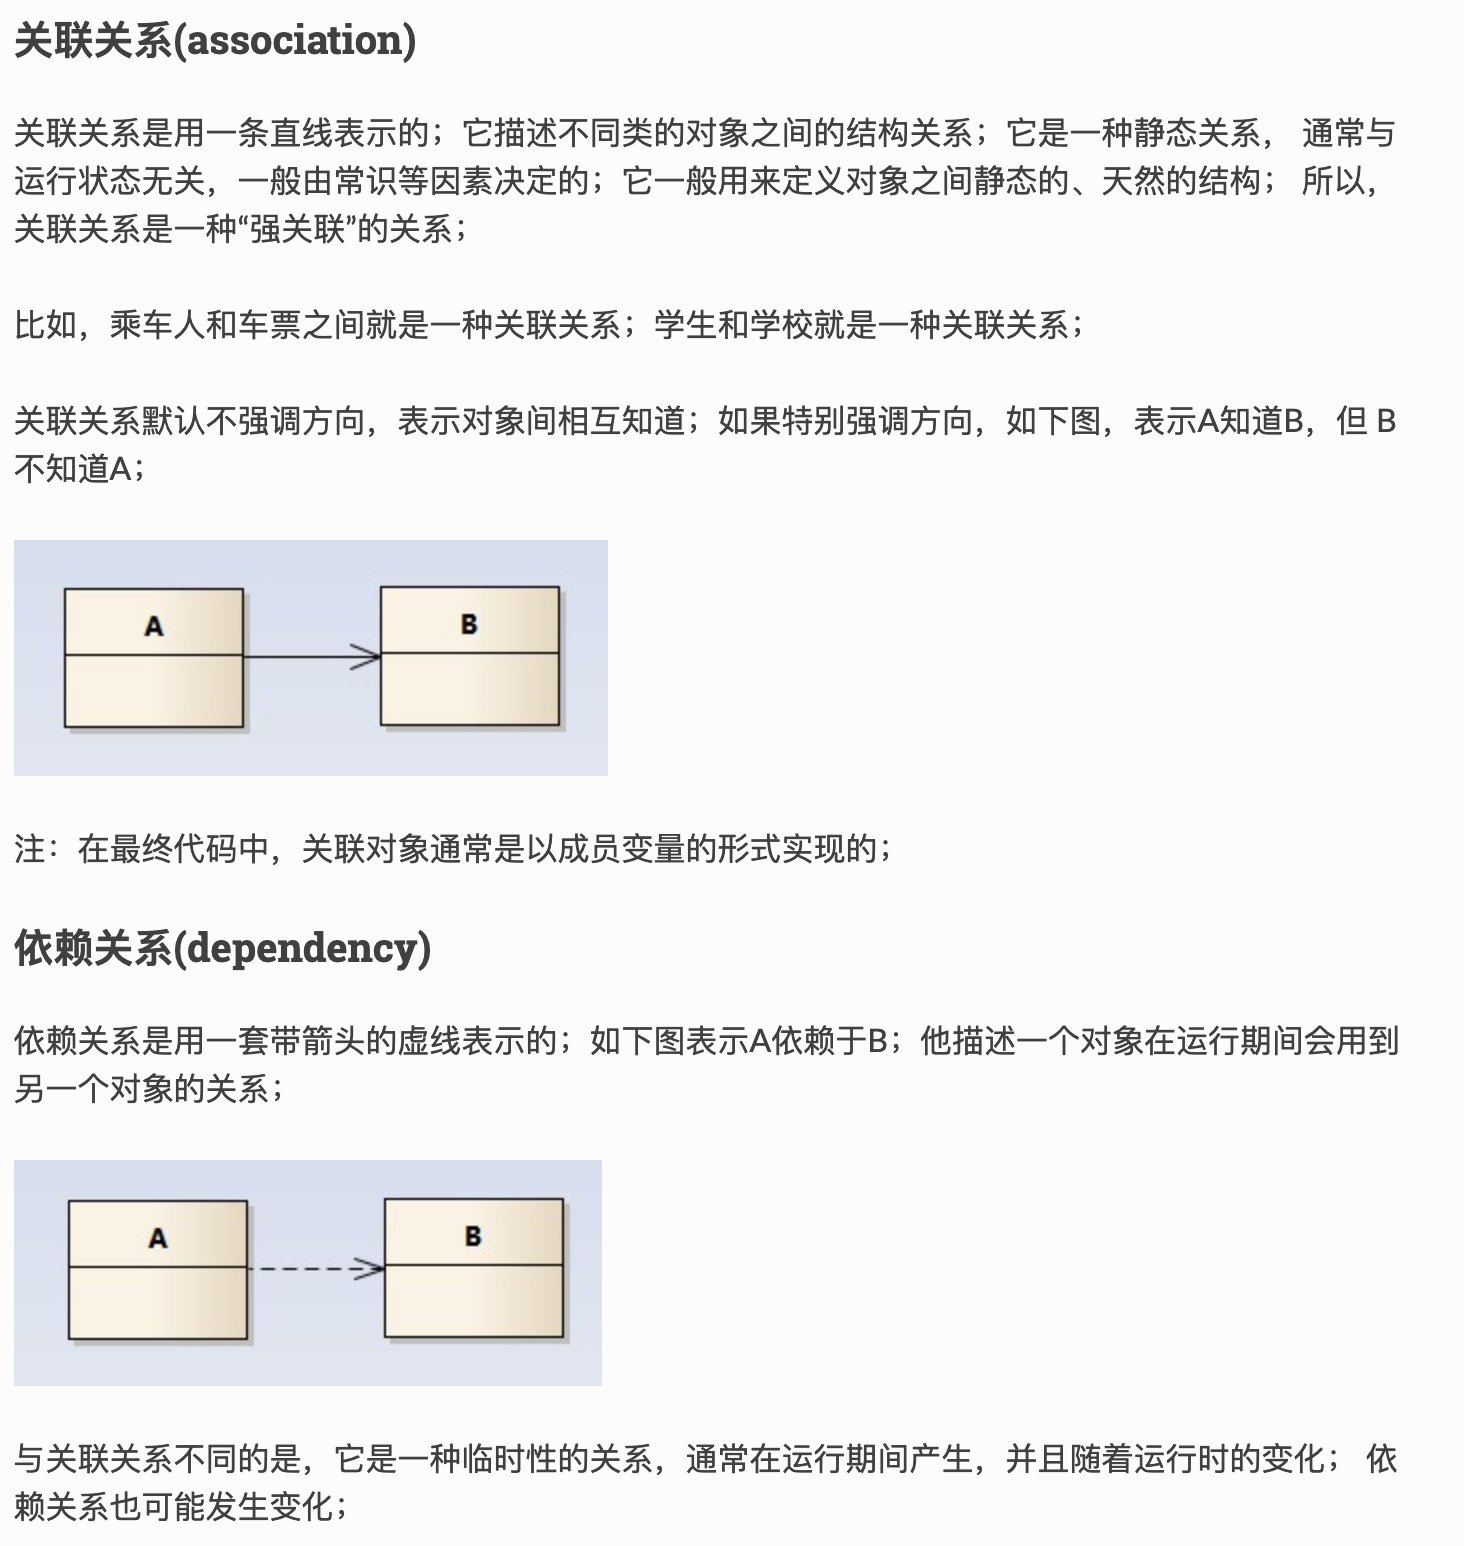 关联关系(association)
关联关系是用一条直线表示的；它描述不同类的对象之间的结构关系；它是一种静态关系， 通常与
运行状态无关，一般由常识等因素决定的；它一般用来定义对象之间静态的、天然的结构； 所以，
关联关系是一种“强关联”的关系；
比如，乘车人和车票之间就是一种关联关系；学生和学校就是一种关联关系；
关联关系默认不强调方向，表示对象间相互知道；如果特别强调方向，如下图，表示A知道B，但 B
不知道A；
A
B
注：在最终代码中，关联对象通常是以成员变量的形式实现的；
依赖关系(dependency)
依赖关系是用一套带箭头的虚线表示的；如下图表示A依赖于B；他描述一个对象在运行期间会用到
另一个对象的关系；
A
B
与关联关系不同的是，它是一种临时性的关系，通常在运行期间产生，并且随着运行时的变化； 依
赖关系也可能发生变化；